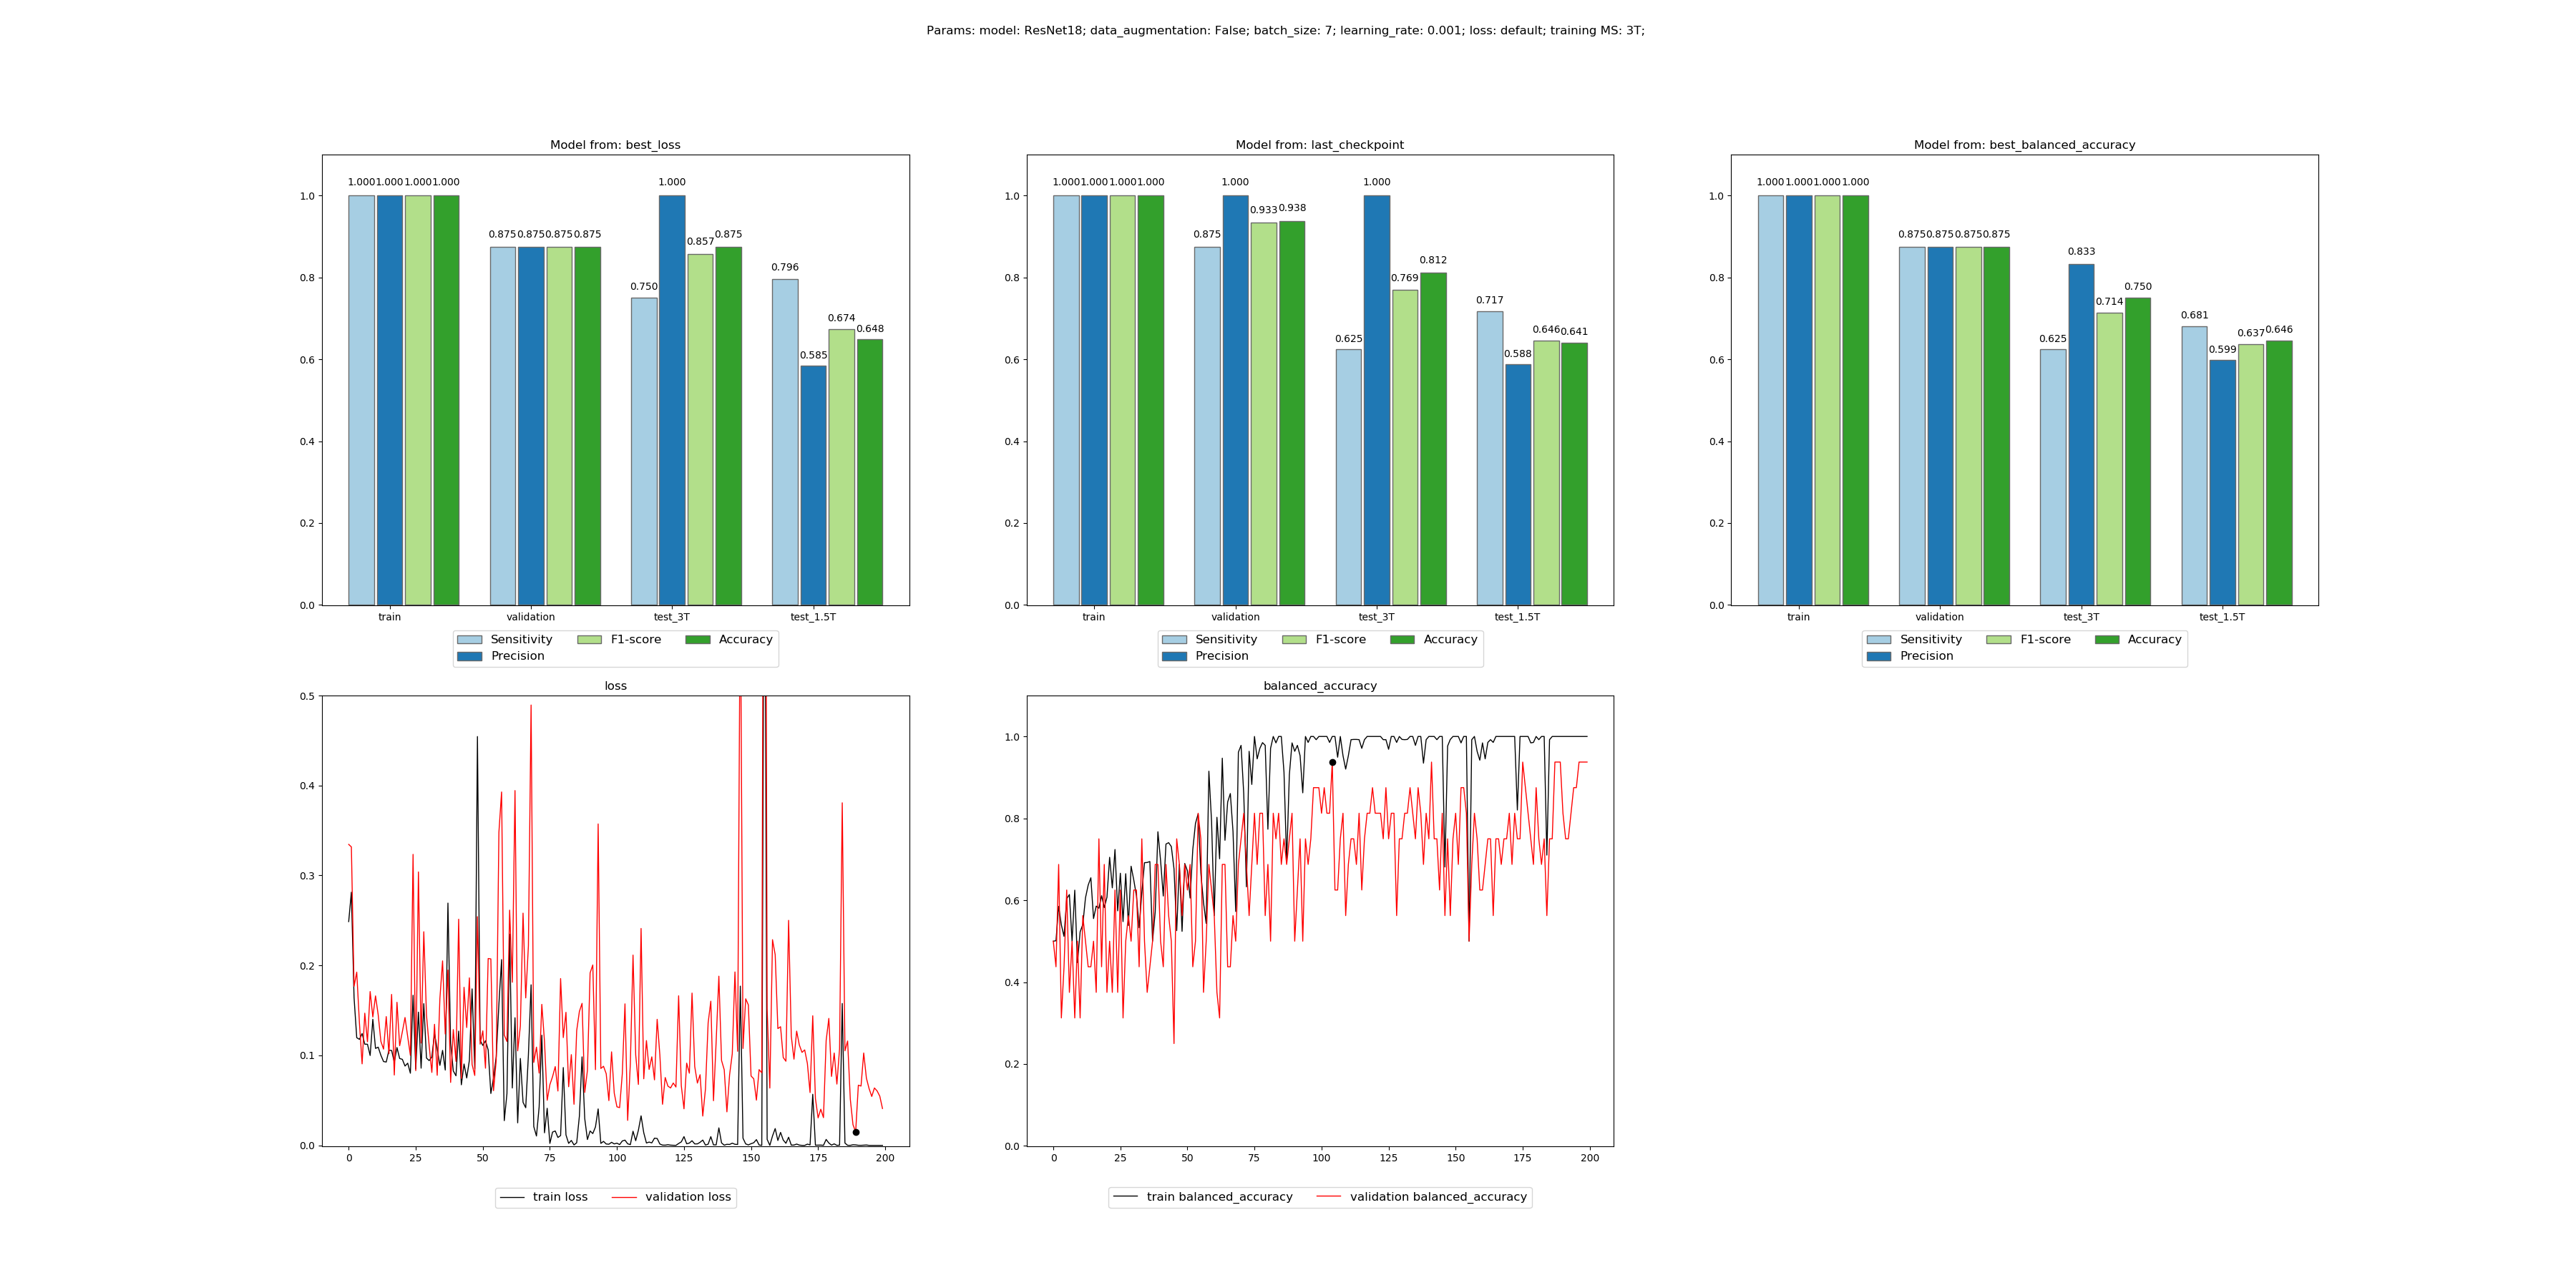 Params: model: ResNet18; data_augmentation: False; batch_size: 7; learning_rate: 0.001; loss: default; training MS: 3T;
Model from: best_loss
1.000 1.000 1.000 1.000
1.000
0.875 0.875 0.875 0.875
0.750
0.857
0.875
0.796
0.585
0.674
0.648
1.0
0.8
0.6
0.4
0.2
0.0
train validation test_3T test_1.5T
Sensitivity F1-score Accuracy
Precision
Model from: last_checkpoint
1.000 1.000 1.000 1.000
1.000
1.000
0.875
0.933 0.938
0.625
0.769
0.812
0.717
0.588
0.646 0.641
1.0
0.8
0.6
0.4
0.2
0.0
train validation test_3T test_1.5T
Sensitivity F1-score Accuracy
Precision
Model from: best_balanced_accuracy
1.000 1.000 1.000 1.000
0.875 0.875 0.875 0.875
0.625
0.833
0.714
0.750
0.681
0.599
0.637 0.646
1.0
0.8
0.6
0.4
0.2
0.0
train validation test_3T test_1.5T
Sensitivity F1-score Accuracy
Precision
loss
0.5
0.4
0.3
0.2
0.1
0.0
0 25 50 75 100 125 150 175 200
train loss validation loss
balanced_accuracy
1.0
0.8
0.6
0.4
0.2
0.0
0 25 50 75 100 125 150 175 200
train balanced_accuracy validation balanced_accuracy